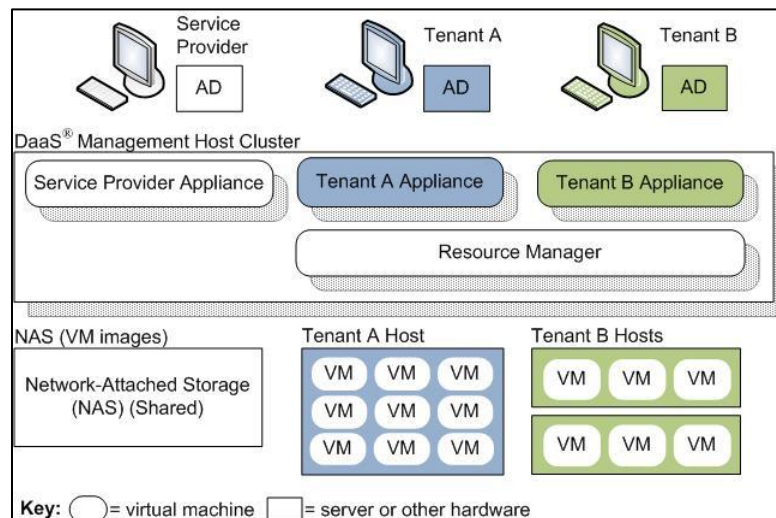 Service Provider
Tenant A
Tenant B
AD
AD
AD
DaaS® Management Host Cluster
Service Provider Appliance
Tenant A Appliance
Tenant B Appliance
Resource Manager
NAS (VM images)
Tenant A Host
Tenant B Hosts
Network-Attached Storage
(NAS) (Shared)
VM VM VM
VM VM VM
VM VM VM
VM VM VM
VM VM VM
Key: = virtual machine = server or other hardware